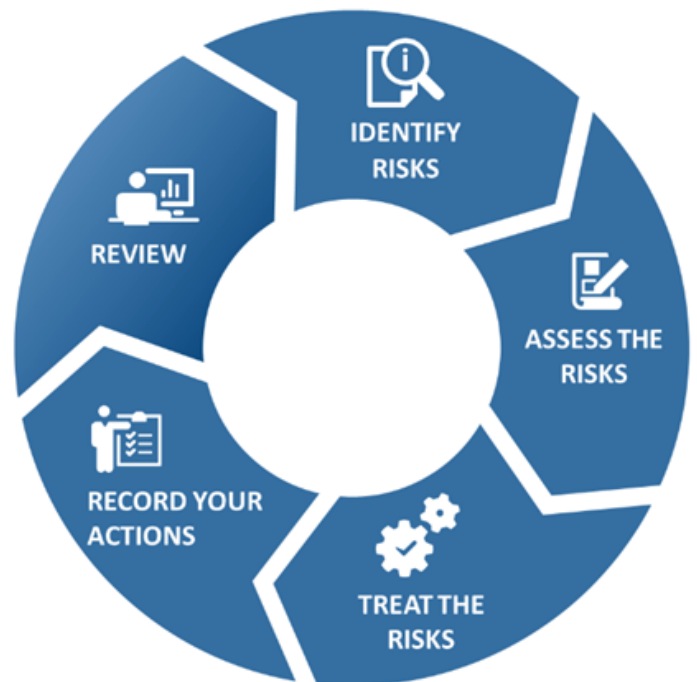 IDENTIFY
RISKS
ASSESS THE
RISKS
TREAT THE
RISKS
RECORD YOUR
ACTIONS
REVIEW